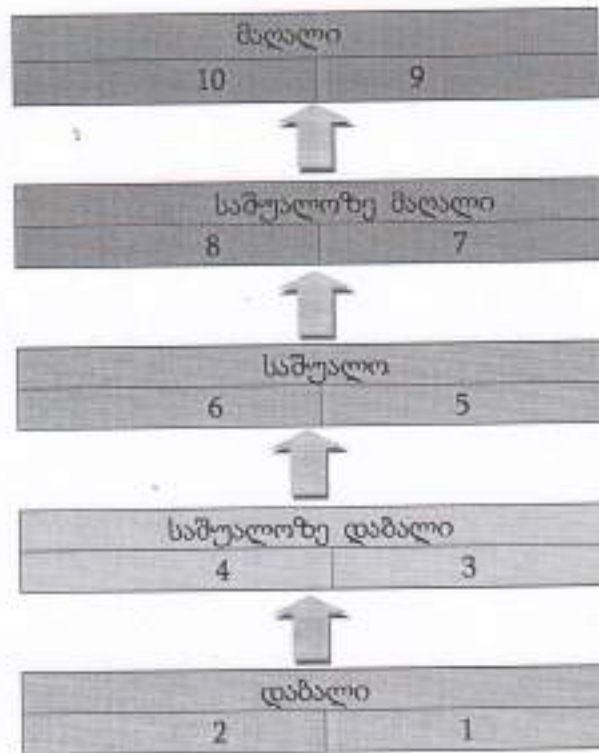 მაღალი
10 9
საშუალოზე მაღალი
8 7
საშუალო
6 5
საშუალოზე დაბალი
4 3
დაბალი
2 1